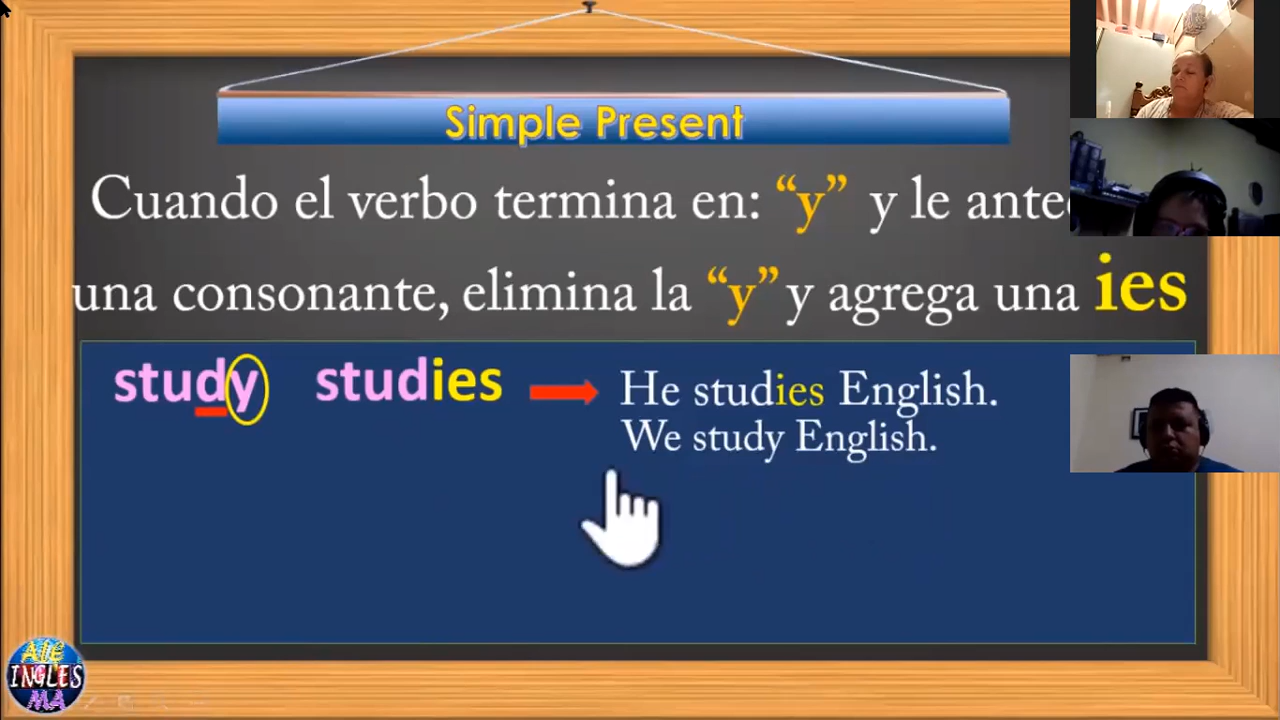 Simple Present
Cuando el verbo termina en: “y” y le
una consonante, elimina la “y” y agrega una ies
study studies He studies English.
We study English.
INGLES
MA